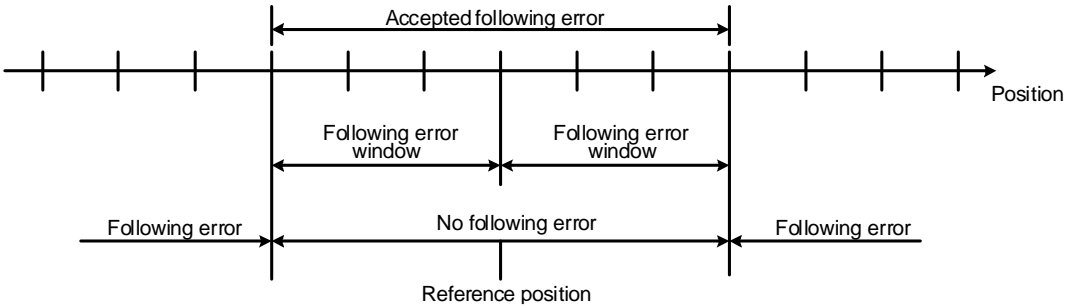 Accepted following error
Position
Following error
window
Following error
window
Following error
No following error
Following error
Reference position